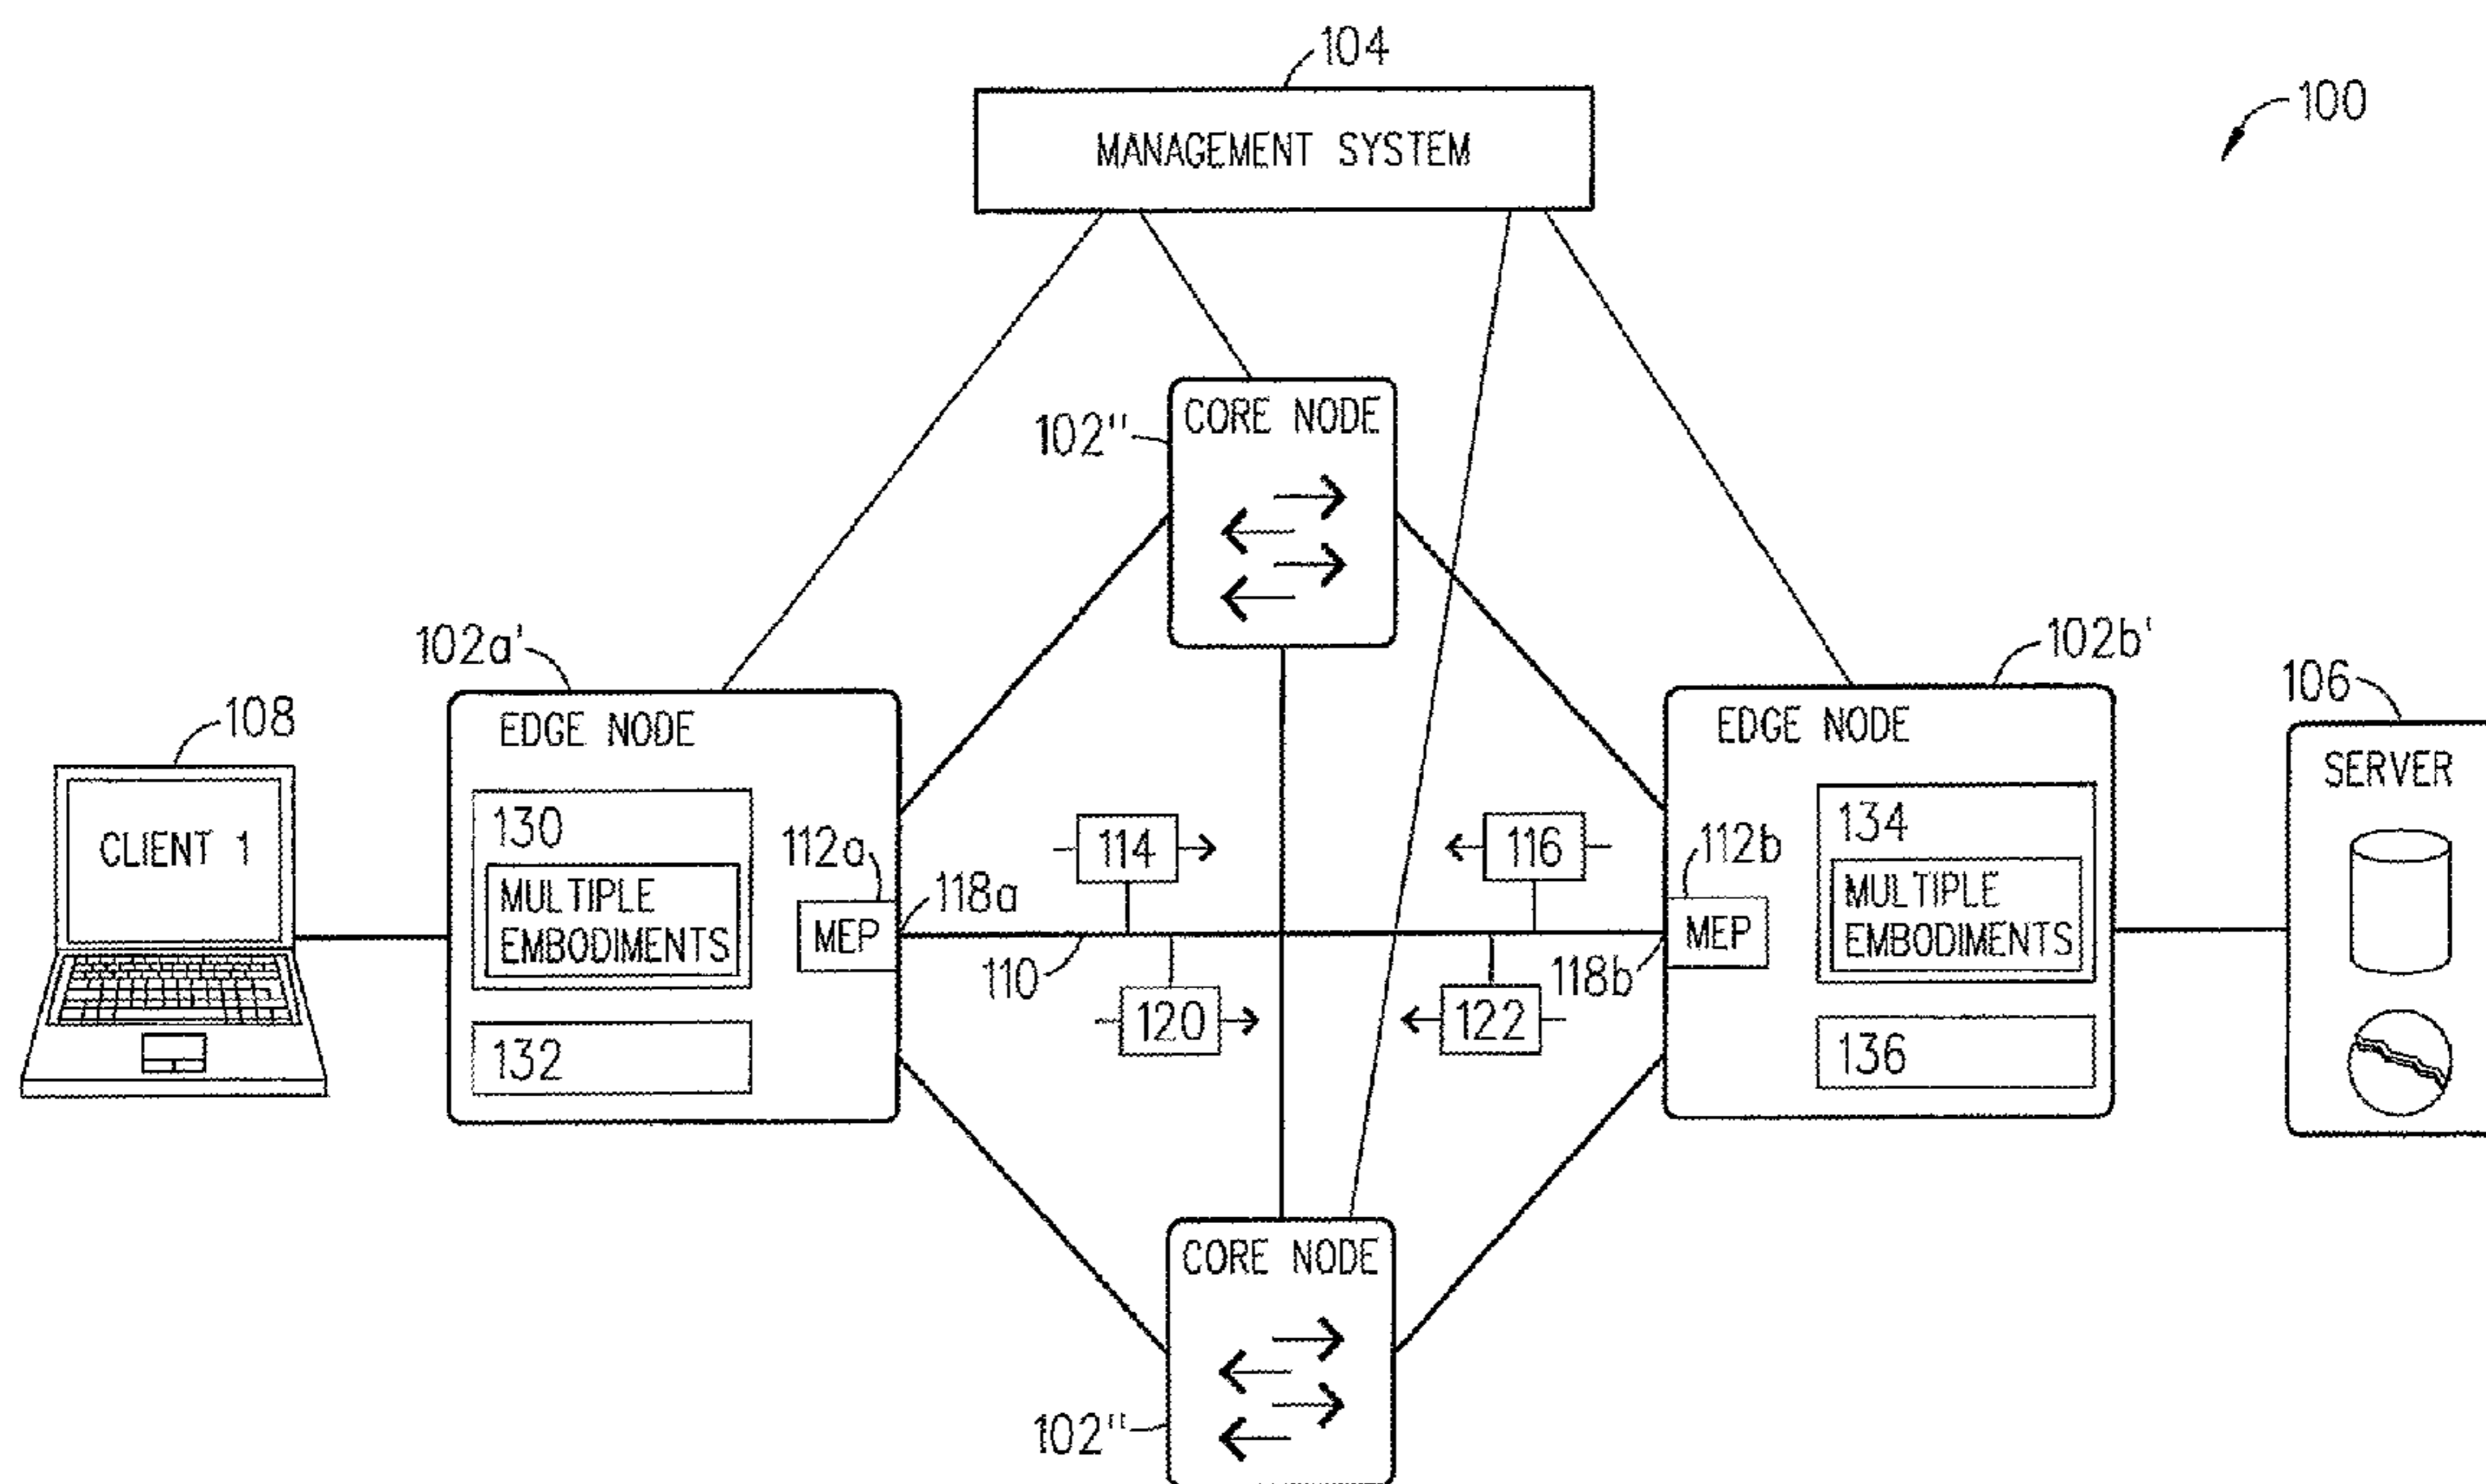 104
100
MANAGEMENT SYSTEM
102"
CORE NODE
102a'
102b'
108
EDGE NODE
EDGE NODE
106
SERVER
CLIENT 1
130
MULTIPLE
EMBODIMENTS
112a
MEP
118a
114
116
112b
MEP
134
MULTIPLE
EMBODIMENTS
110
118b
120
122
132
136
CORE NODE
102"